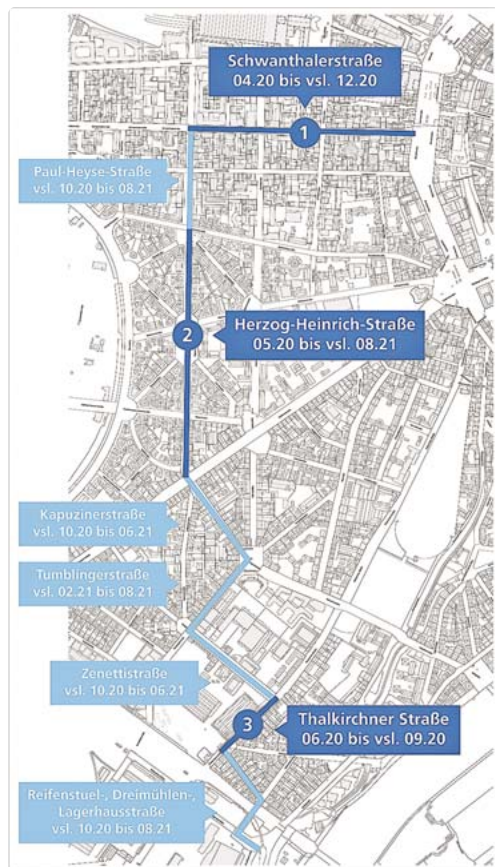 Schwanthalerstraße
04.20 bis vsl. 12.20
1
Paul-Heyse-Straße
vsl. 10.20 bis 08.21
2
Herzog-Heinrich-Straße
05.20 bis vsl. 08.21
Kapuzinerstraße
vsl. 10.20 bis 06.21
Tumblingerstraße
vsl. 02.21 bis 08.21
Zenettistraße
vsl. 10.20 bis 06.21
3
Thalkirchner Straße
06.20 bis vsl. 09.20
Reifenstuel-, Dreimühlen-,
Lagerhausstraße
vsl. 10.20 bis 08.21